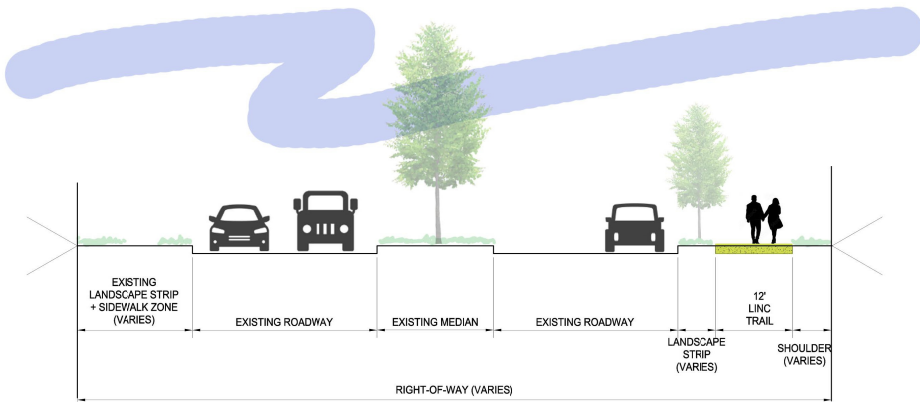 EXISTING
LANDSCAPE STRIP
+ SIDEWALK ZONE
(VARIES)
EXISTING ROADWAY
EXISTING MEDIAN
EXISTING ROADWAY
LANDSCAPE
STRIP
(VARIES)
12'
LINC
TRAIL
SHOULDER
(VARIES)
RIGHT-OF-WAY (VARIES)